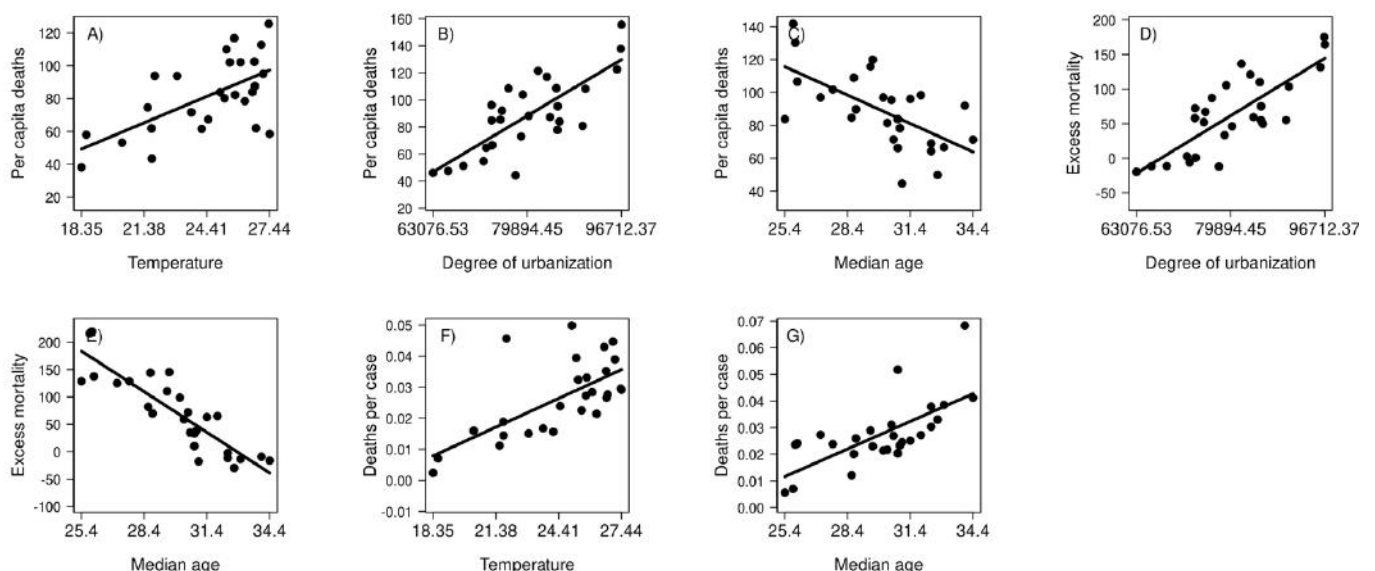 A)
Per capita deaths
120
100
80
60
40
20
18.35 21.38 24.41 27.44
Temperature
B)
Per capita deaths
160
140
120
100
80
60
40
20
63076.53 79894.45 96712.37
Degree of urbanization
C)
Per capita deaths
140
120
100
80
60
40
25.4 28.4 31.4 34.4
Median age
D)
Excess mortality
200
150
100
50
0
-50
63076.53 79894.45 96712.37
Degree of urbanization
E)
Excess mortality
200
150
100
50
0
-50
-100
25.4 28.4 31.4 34.4
Median age
F)
Deaths per case
0.05
0.04
0.03
0.02
0.01
0.00
-0.01
18.35 21.38 24.41 27.44
Temperature
G)
Deaths per case
0.07
0.06
0.05
0.04
0.03
0.02
0.01
0.00
25.4 28.4 31.4 34.4
Median age